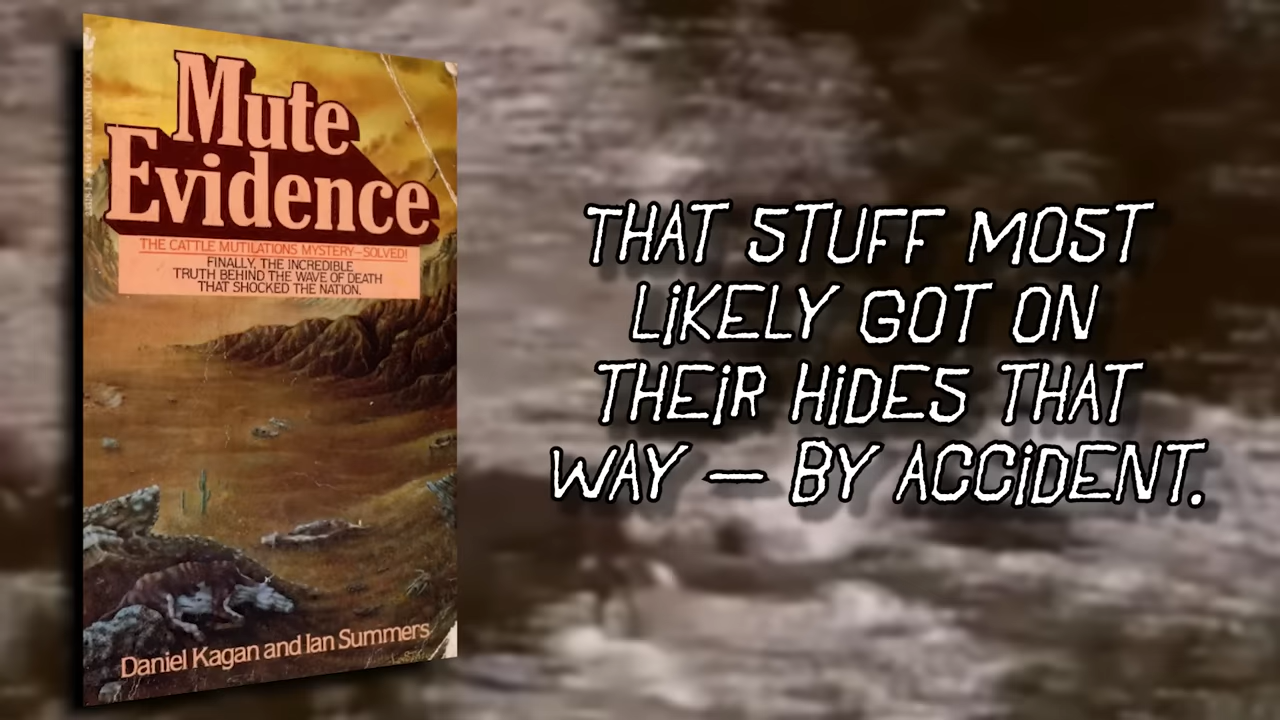 Mute
Evidence
THE CATTLE MUTILATIONS MYSTERY—SOLVED!
FINALLY, THE INCREDIBLE
TRUTH BEHIND THE WAVE OF DEATH
THAT SHOCKED THE NATION.
Daniel Kagan and Ian Summers
THAT STUFF MOST
LIKELY GOT ON
THEIR HIDES THAT
WAY — BY ACCIDENT.